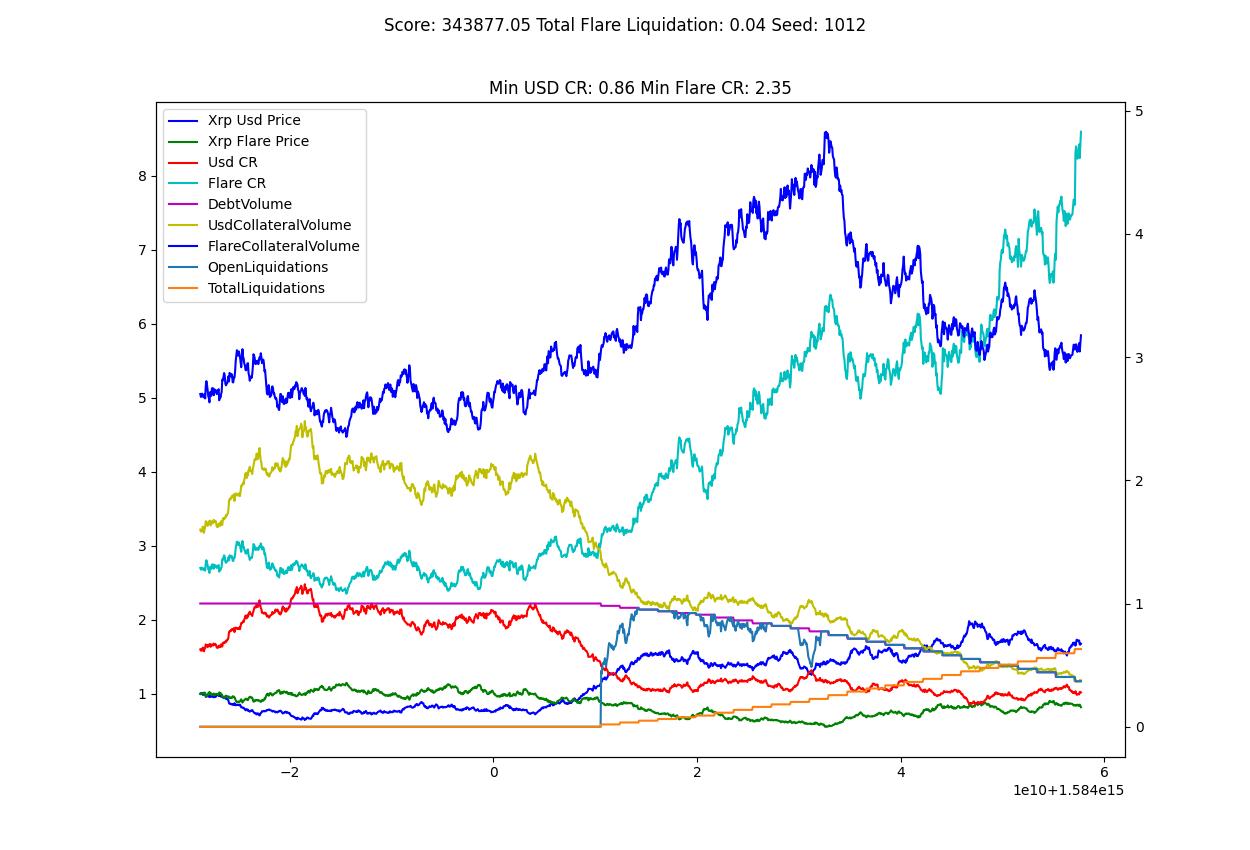 Score: 343877.05 Total Flare Liquidation: 0.04 Seed: 1012
Min USD CR: 0.86 Min Flare CR: 2.35
Xrp Usd Price
Xrp Flare Price
Usd CR
Flare CR
DebtVolume
UsdCollateralVolume
FlareCollateralVolume
OpenLiquidations
TotalLiquidations
8
7
6
5
4
3
2
1
5
4
3
2
1
0
−2
0
2
4
6
1e10+1.584e15